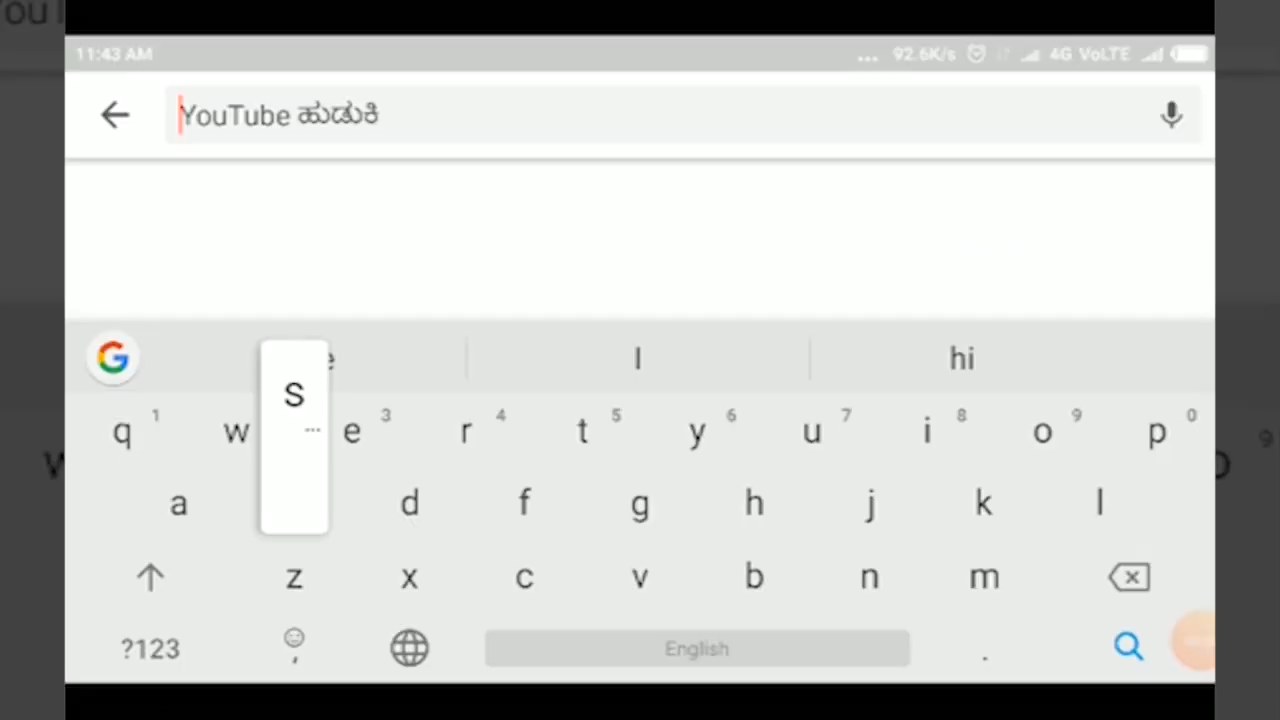 11:43 AM ... 92.6K/s 4G VoLTE
YouTube ಹುಡುಕಿ
G I hi
q 1 w e 3 r 4 t 5 y 6 u 7 i 8 o 9 p 0
S ...
a d f g h j k l
z x c v b n m
?123 , English .